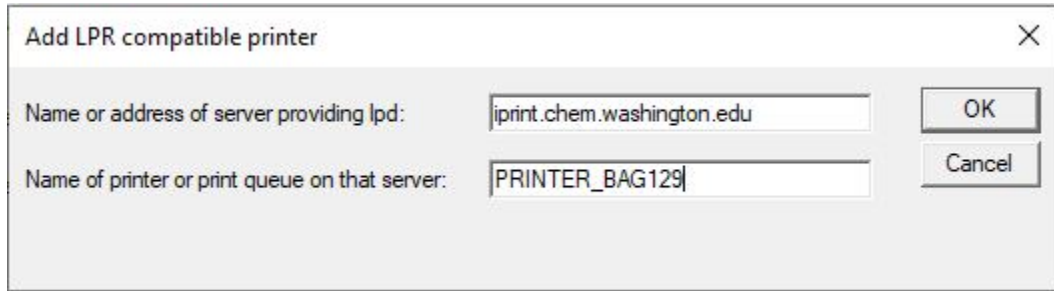 Add LPR compatible printer
Name or address of server providing lpd: iprint.chem.washington.edu OK
Name of printer or print queue on that server: PRINTER_BAG129 Cancel